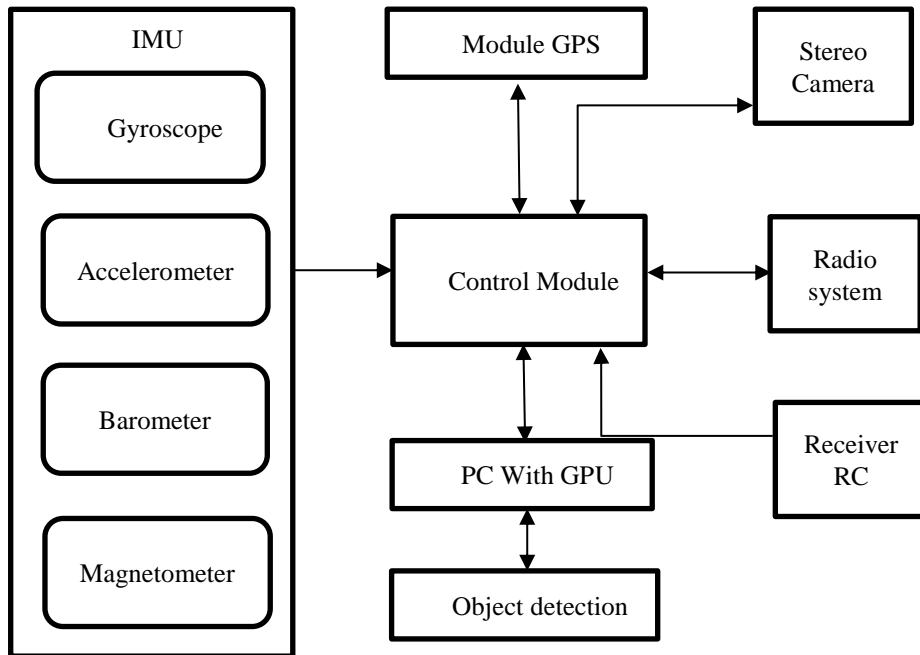 IMU
Gyroscope
Accelerometer
Barometer
Magnetometer
Module GPS
Control Module
PC With GPU
Object detection
Stereo
Camera
Radio
system
Receiver
RC